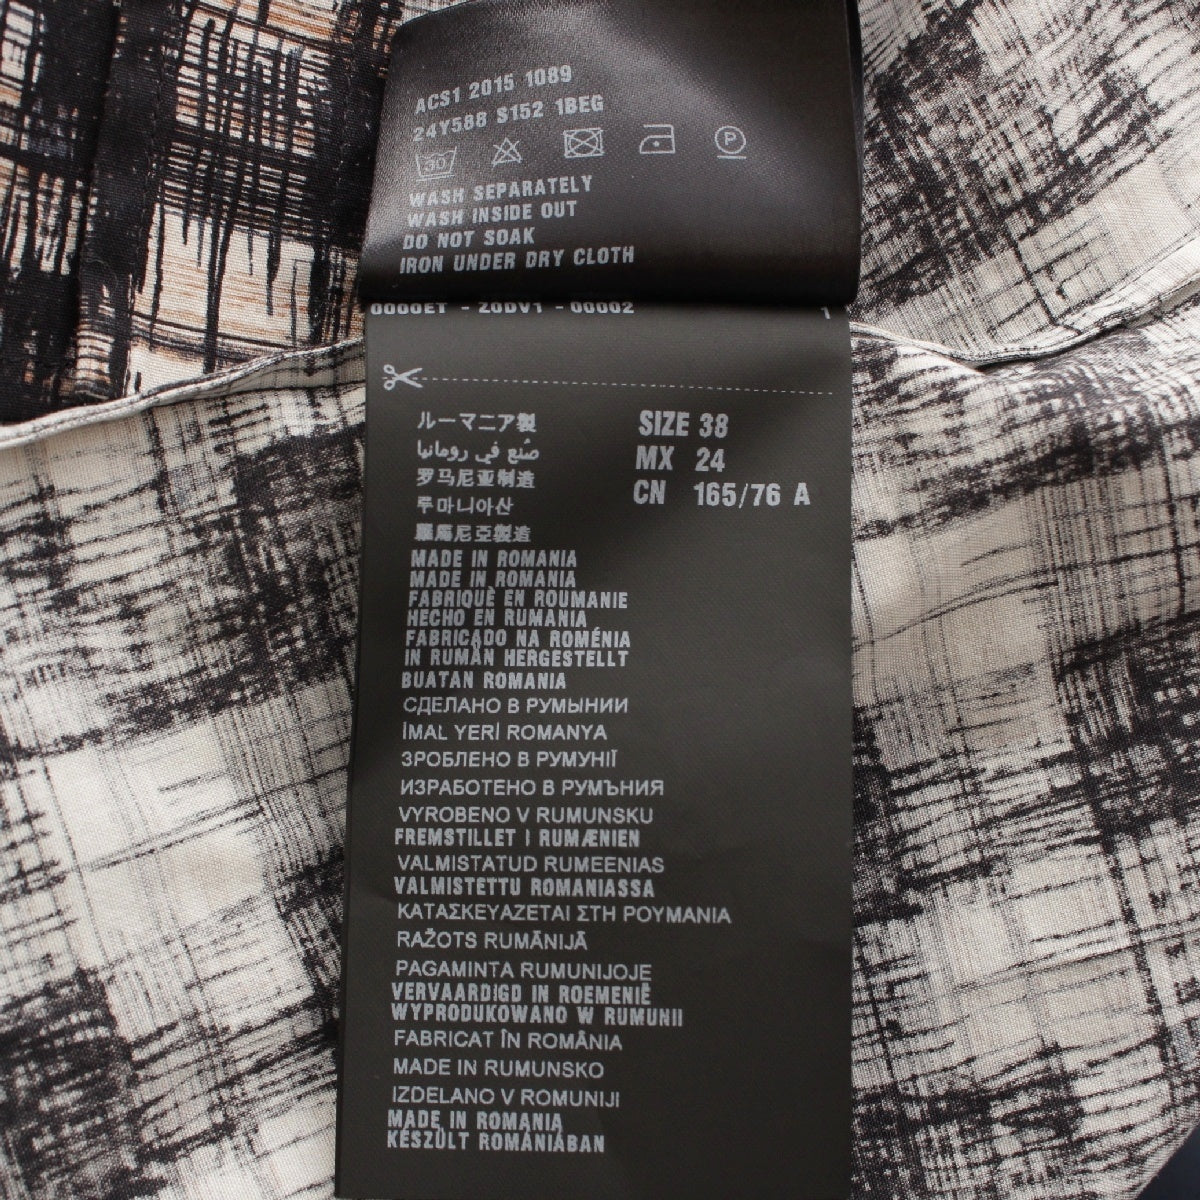 ACS1 2015 1089
24Y588 S152 1BEG
30 P
WASH SEPARATELY
WASH INSIDE OUT
DO NOT SOAK
IRON UNDER DRY CLOTH
1
ルーマニア製
صُنع في رومانيا
罗马尼亚制造
루마니아산
羅馬尼亞製造
SIZE 38
MX 24
CN 165/76 A
MADE IN ROMANIA
MADE IN ROMANIA
FABRIQUÉ EN ROUMANIE
HECHO EN RUMANIA
FABRICADO NA ROMÉNIA
IN RUMÄN HERGESTELLT
BUATAN ROMANIA
СДЕЛАНО В РУМЫНИИ
İMAL YERİ ROMANYA
ЗРОБЛЕНО В РУМУНІЇ
ИЗРАБОТЕНО В РУМЪНИЯ
VYROBENO V RUMUNSKU
FREMSTILLET I RUMÆNIEN
VALMISTATUD RUMEENIAS
VALMISTETTU ROMANIASSA
ΚΑΤΑΣΚΕΥΑΖΕΤΑΙ ΣΤΗ ΡΟΥΜΑΝΙΑ
RAŽOTS RUMĀNIJĀ
PAGAMINTA RUMUNIJOJE
VERVAARDIGD IN ROEMENIË
WYPRODUKOWANO W RUMUNII
FABRICAT ÎN ROMÂNIA
MADE IN RUMUNSKO
IZDELANO V ROMUNIJI
MADE IN ROMANIA
KÉSZÜLT ROMÁNIÁBAN